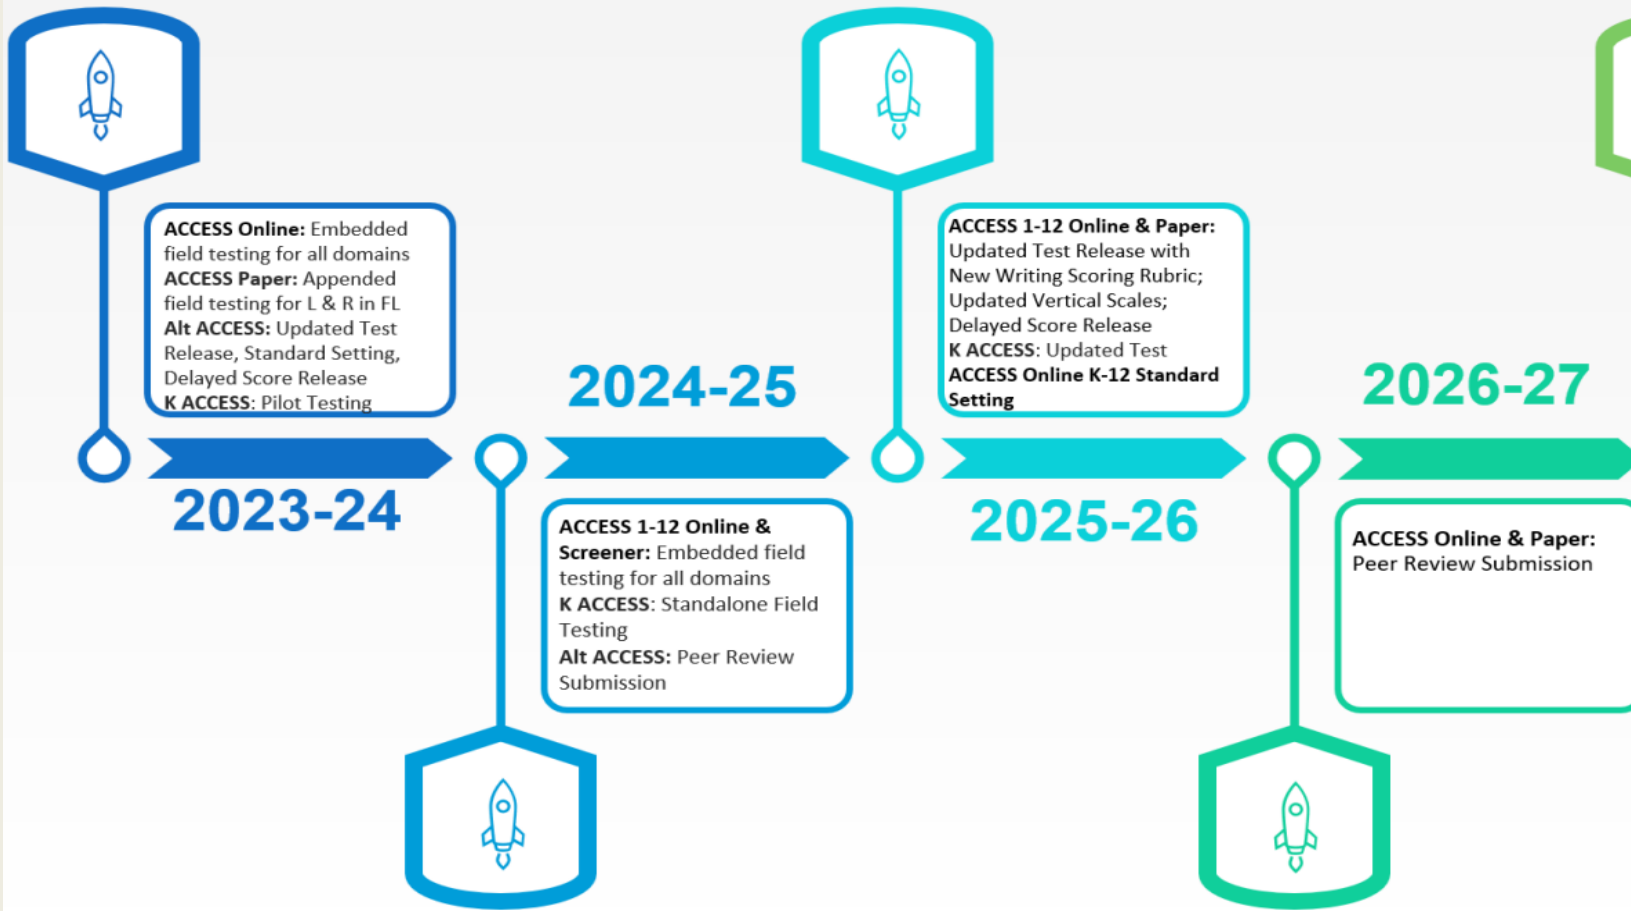 ACCESS Online: Embedded
field testing for all domains
ACCESS Paper: Appended
field testing for L & R in FL
Alt ACCESS: Updated Test
Release, Standard Setting,
Delayed Score Release
K ACCESS: Pilot Testing
2023-24
2024-25
ACCESS 1-12 Online &
Screener: Embedded field
testing for all domains
K ACCESS: Standalone Field
Testing
Alt ACCESS: Peer Review
Submission
ACCESS 1-12 Online & Paper:
Updated Test Release with
New Writing Scoring Rubric;
Updated Vertical Scales;
Delayed Score Release
K ACCESS: Updated Test
ACCESS Online K-12 Standard
Setting
2025-26
2026-27
ACCESS Online & Paper:
Peer Review Submission